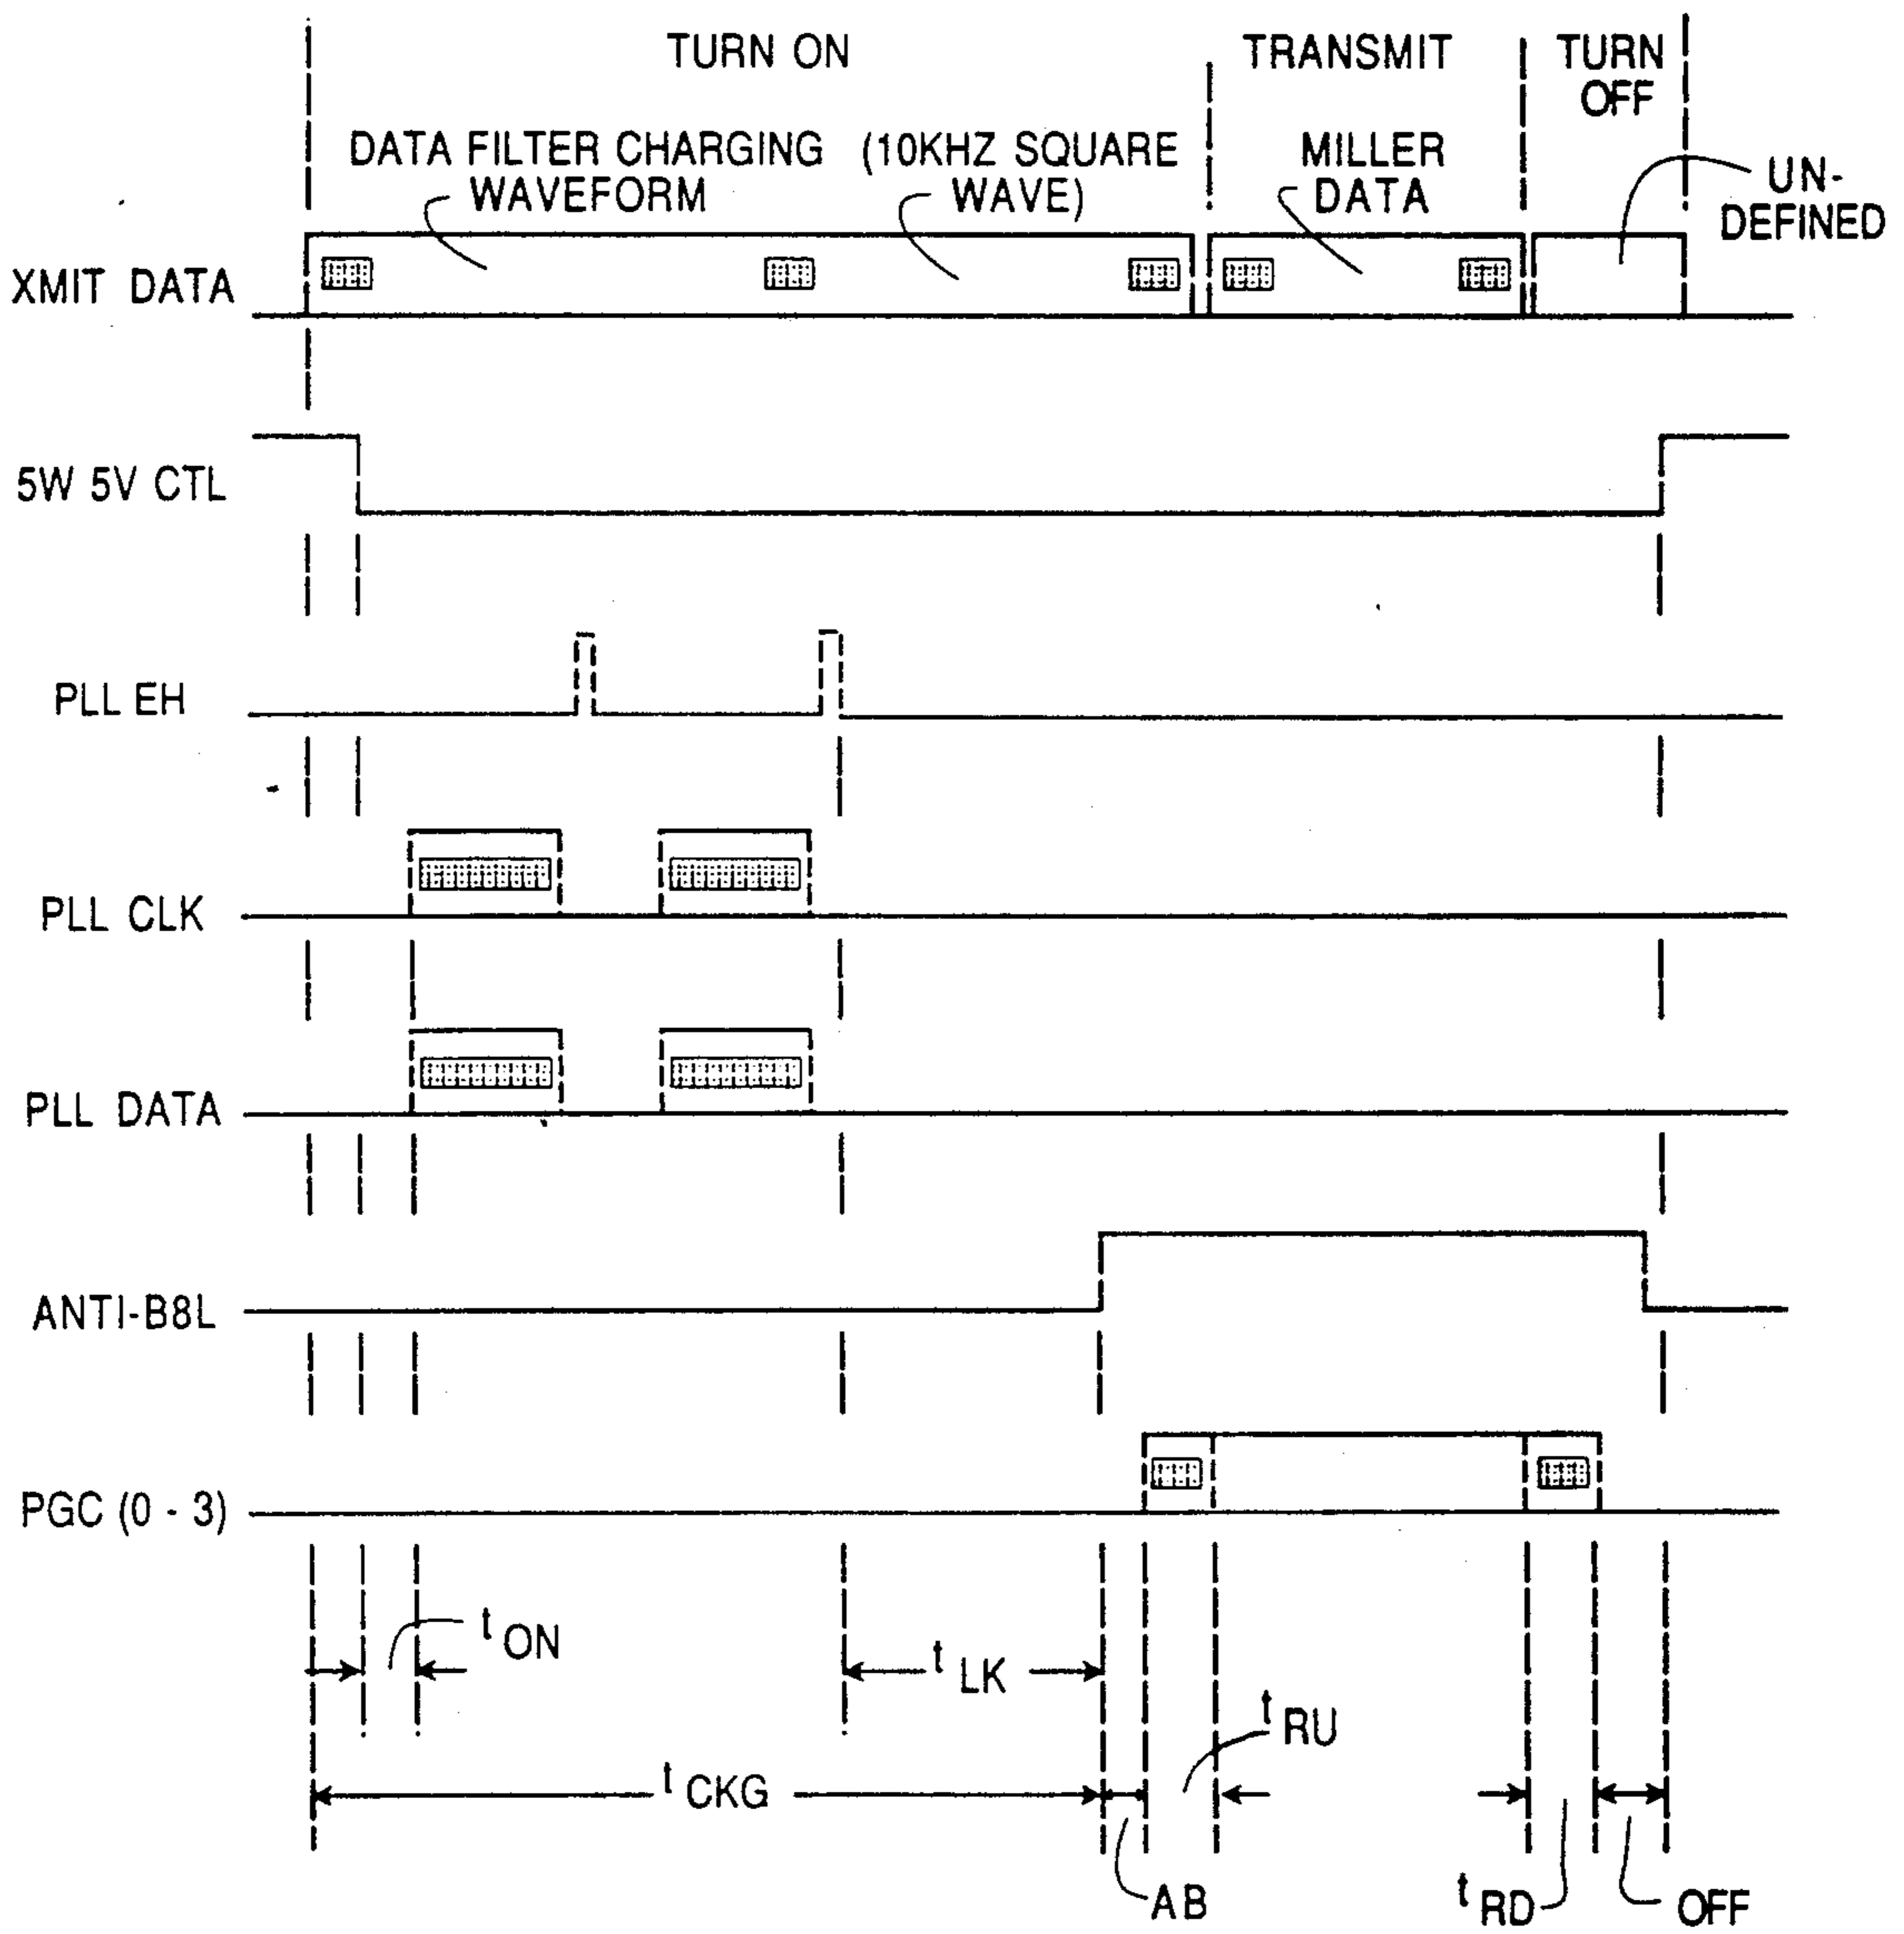 TURN ON
TRANSMIT
TURN
OFF
DATA FILTER CHARGING
WAVEFORM
(10KHZ SQUARE
WAVE)
MILLER
DATA
UN-
DEFINED
XMIT DATA
5W 5V CTL
PLL EH
PLL CLK
PLL DATA
ANTI-B8L
PGC (0 - 3)
t ON
t LK
t RU
t CKG
AB
t RD
OFF